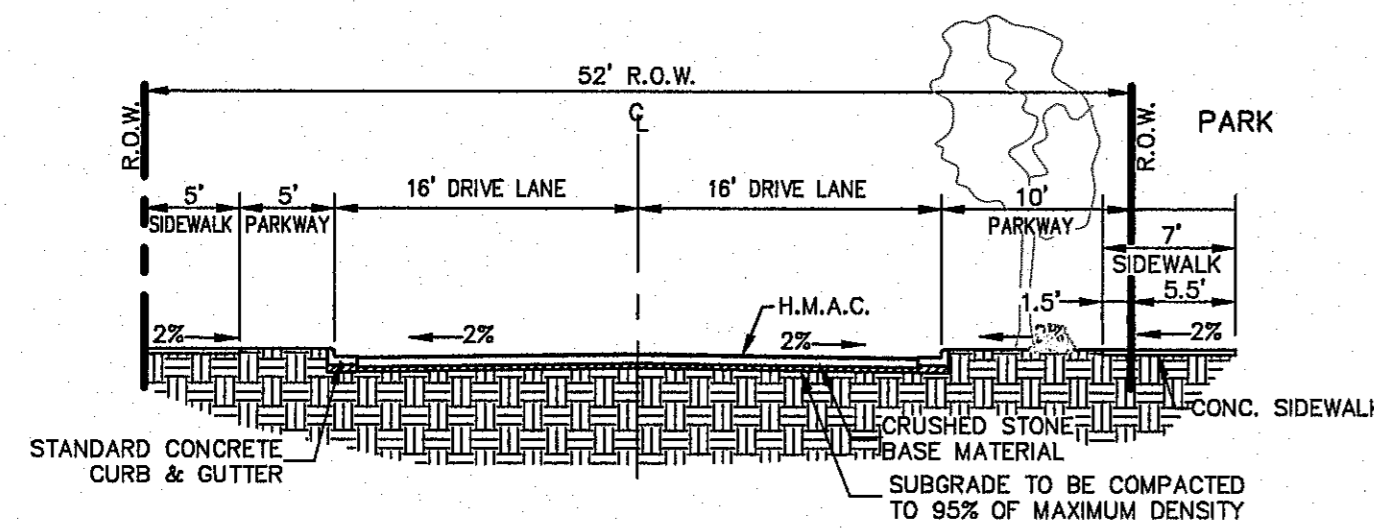 52' R.O.W.
R.O.W.
℄
R.O.W.
PARK
5'
SIDEWALK
5'
PARKWAY
16' DRIVE LANE
16' DRIVE LANE
10'
PARKWAY
7'
SIDEWALK
1.5'
5.5'
H.M.A.C.
2%
2%
2%
2%
2%
STANDARD CONCRETE
CURB & GUTTER
CRUSHED STONE
BASE MATERIAL
CONC. SIDEWALK
SUBGRADE TO BE COMPACTED
TO 95% OF MAXIMUM DENSITY